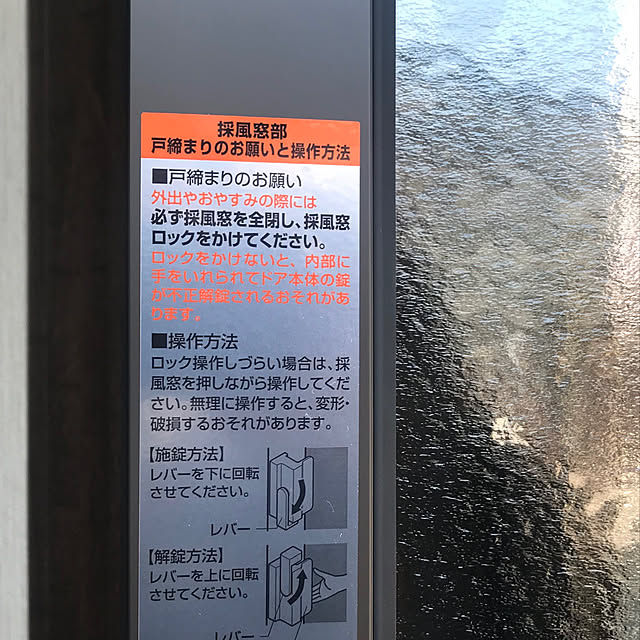 採風窓部
戸締まりのお願いと操作方法
■戸締まりのお願い
外出やおやすみの際には
必ず採風窓を全閉し、採風窓
ロックをかけてください。
ロックをかけないと、内部に
手をいれられてドア本体の錠
が不正解錠されるおそれがあ
ります。
■操作方法
ロック操作しづらい場合は、採
風窓を押しながら操作してくだ
さい。無理に操作すると、変形・
破損するおそれがあります。
【施錠方法】
レバーを下に回転
させてください。
レバー
【解錠方法】
レバーを上に回転
させてください。
レバー